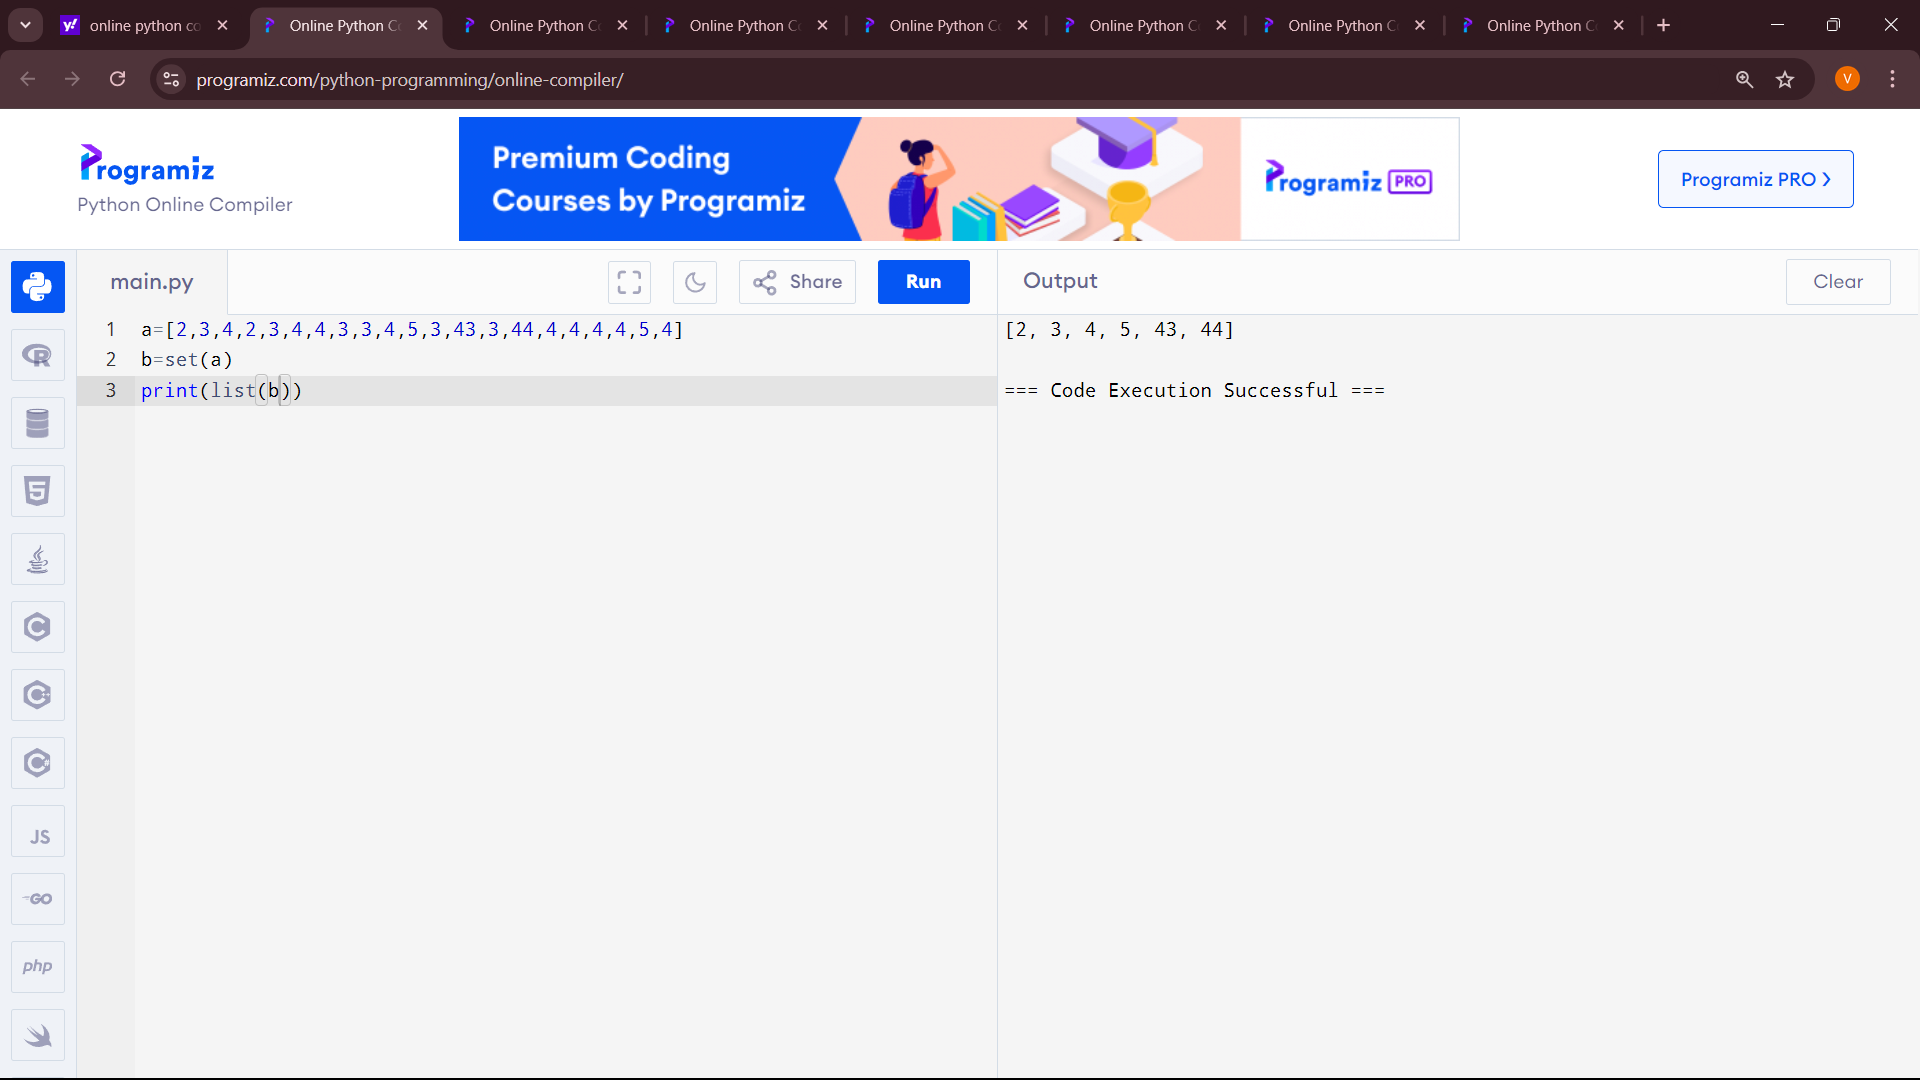 online python co
Online Python C
Online Python C
Online Python C
Online Python C
Online Python C
Online Python C
Online Python C
programiz.com/python-programming/online-compiler/
V
Programiz
Python Online Compiler
Premium Coding
Courses by Programiz
Programiz PRO
Programiz PRO
main.py
Share
Run
Output
Clear
1 a=[2,3,4,2,3,4,4,3,3,4,5,3,43,3,44,4,4,4,4,5,4]
2 b=set(a)
3 print(list(b))
[2, 3, 4, 5, 43, 44]
=== Code Execution Successful ===
R
5
C
C++
C#
JS
GO
php